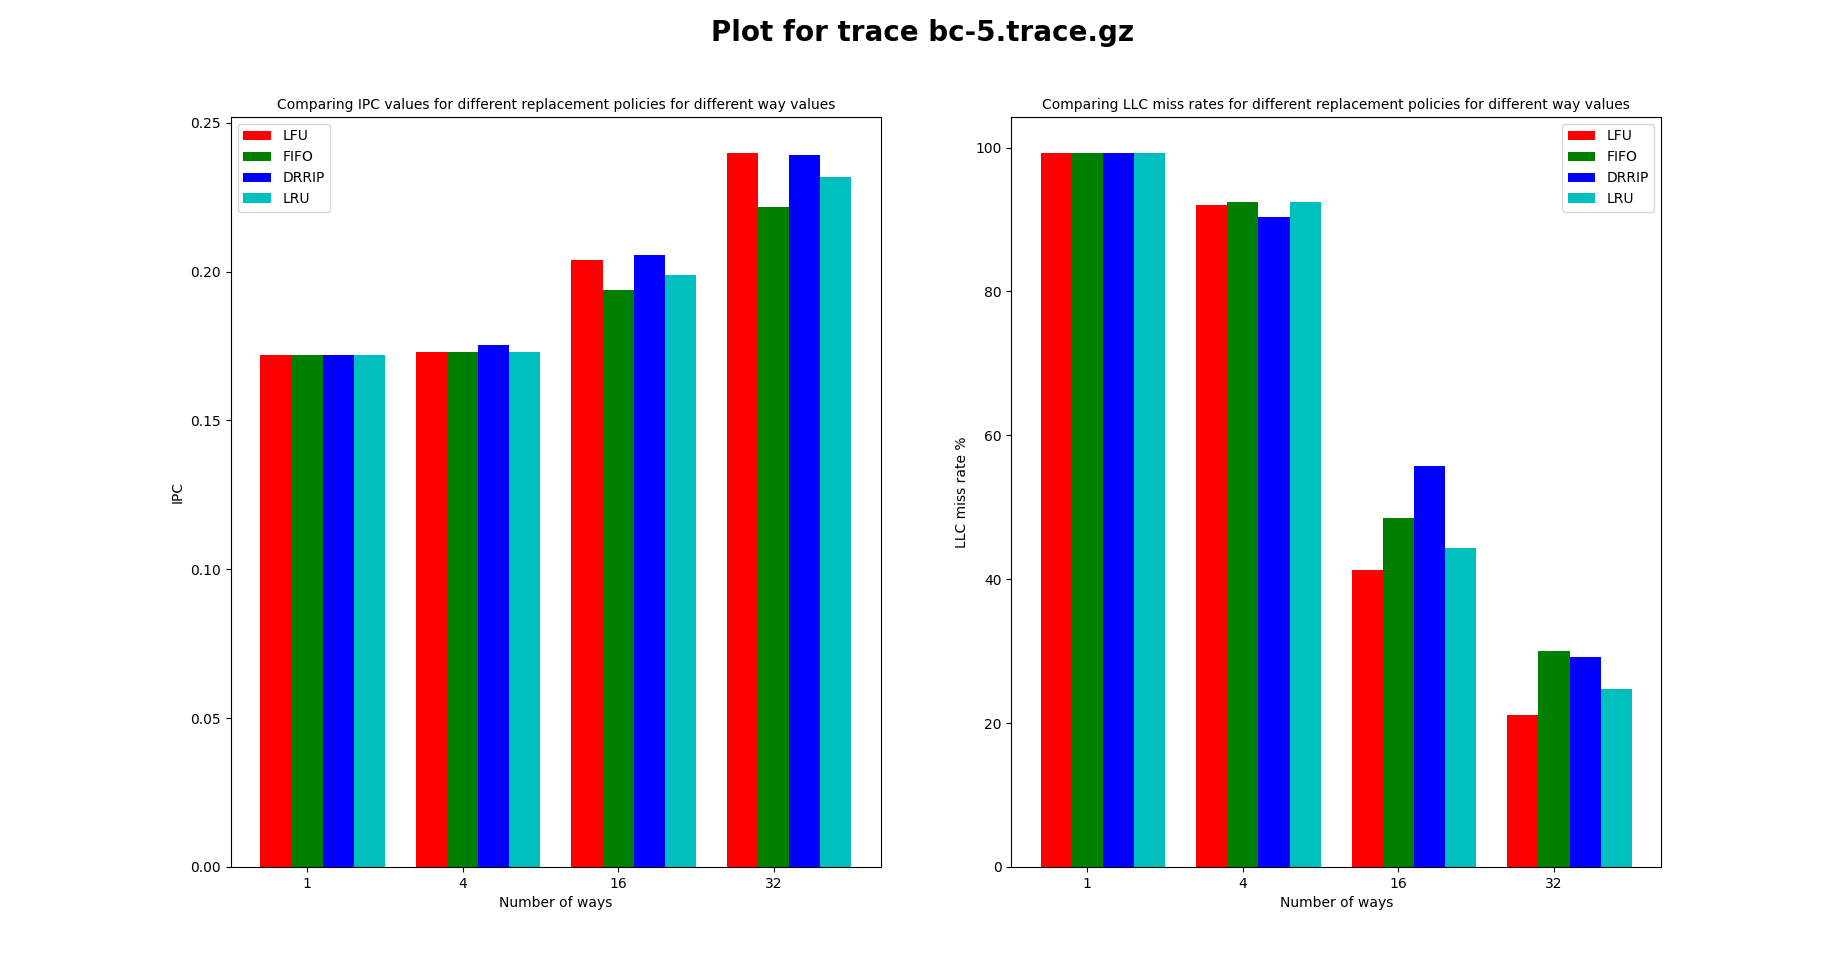 Plot for trace bc-5.trace.gz
Comparing IPC values for different replacement policies for different way values
0.25
0.20
0.15
0.10
0.05
0.00
IPC
LFU
FIFO
DRRIP
LRU
1 4 16 32
Number of ways
Comparing LLC miss rates for different replacement policies for different way values
100
80
60
40
20
0
LLC miss rate %
LFU
FIFO
DRRIP
LRU
1 4 16 32
Number of ways